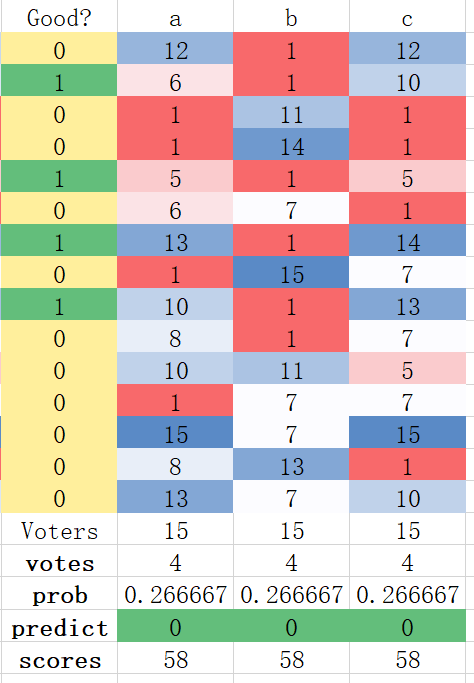 Good? a b c
0 12 1 12
1 6 1 10
0 1 11 1
0 1 14 1
1 5 1 5
0 6 7 1
1 13 1 14
0 1 15 7
1 10 1 13
0 8 1 7
0 10 11 5
0 1 7 7
0 15 7 15
0 8 13 1
0 13 7 10
Voters 15 15 15
votes 4 4 4
prob 0.266667 0.266667 0.266667
predict 0 0 0
scores 58 58 58